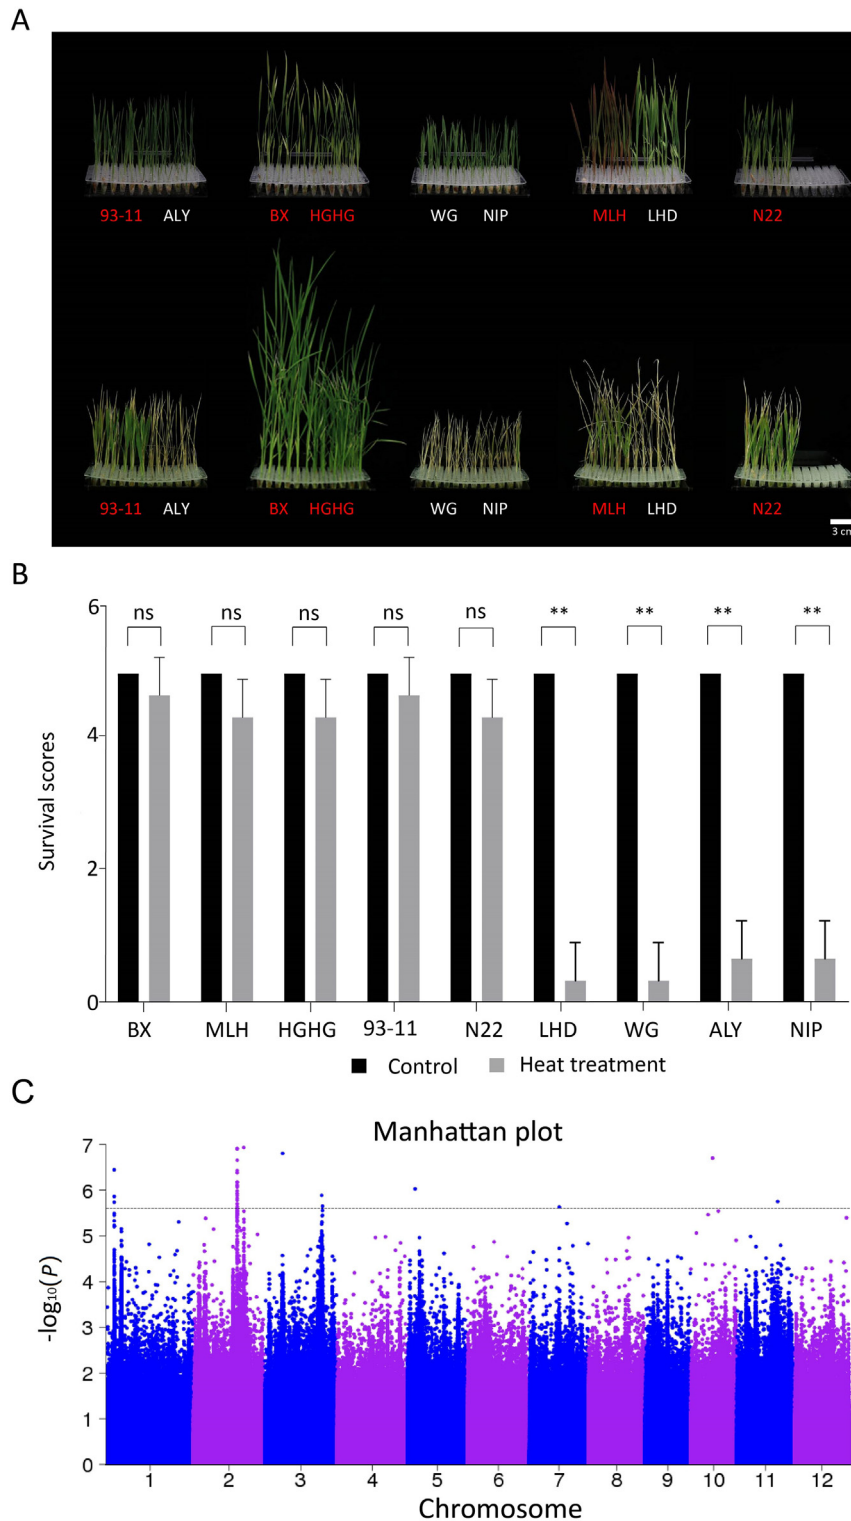 A
93-11 ALY BX HGHG WG NIP MLH LHD N22
93-11 ALY BX HGHG WG NIP MLH LHD N22
3 cm
B
6
ns ns ns ns ns ** ** ** **
4
Survival scores
2
0
BX MLH HGHG 93-11 N22 LHD WG ALY NIP
Control Heat treatment
C
Manhattan plot
7
6
5
4
-log10(P)
3
2
1
0
1 2 3 4 5 6 7 8 9 10 11 12
Chromosome